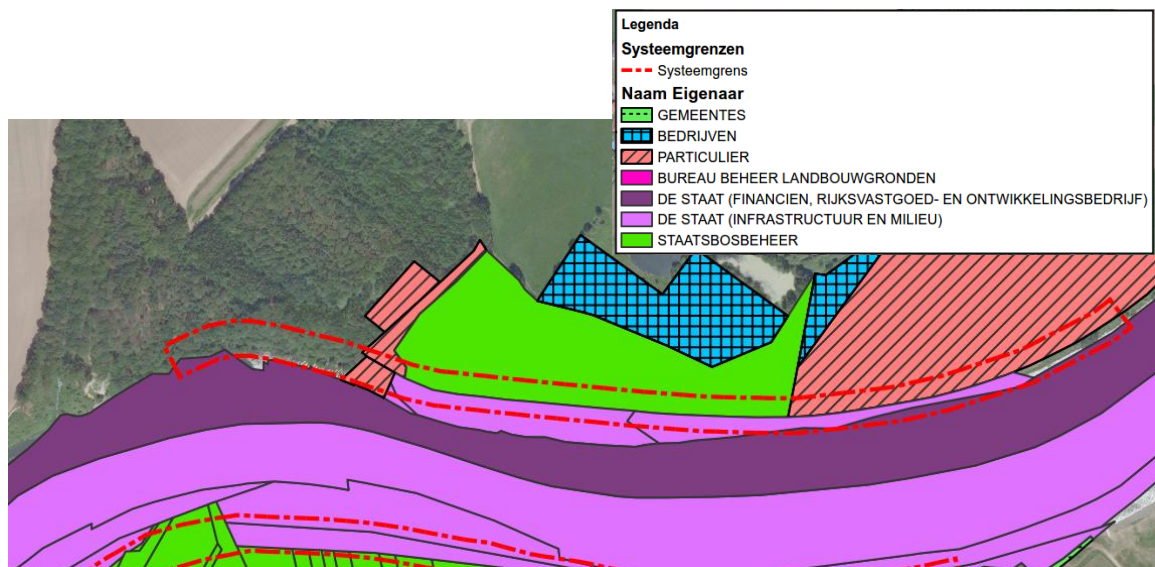 Legenda
Systeemgrenzen
Systeemgrens
Naam Eigenaar
GEMEENTES
BEDRIJVEN
PARTICULIER
BUREAU BEHEER LANDBOUWGRONDEN
DE STAAT (FINANCIEN, RIJKSVASTGOED- EN ONTWIKKELINGSBEDRIJF)
DE STAAT (INFRASTRUCTUUR EN MILIEU)
STAATSBOSBEHEER